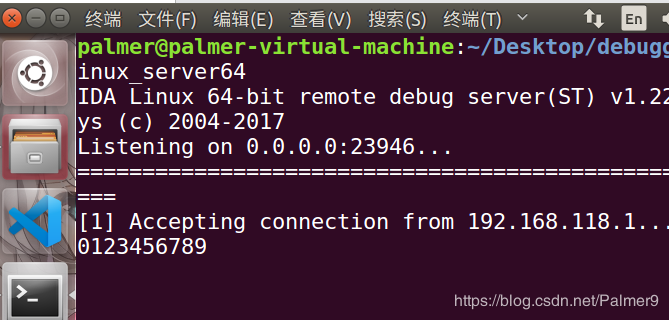 终端 文件(F) 编辑(E) 查看(V) 搜索(S) 终端(T) En
palmer@palmer-virtual-machine:~/Desktop/debugg
inux_server64
IDA Linux 64-bit remote debug server(ST) v1.22
ys (c) 2004-2017
Listening on 0.0.0.0:23946...
==============================================
===
[1] Accepting connection from 192.168.118.1...
0123456789
https://blog.csdn.net/Palmer9